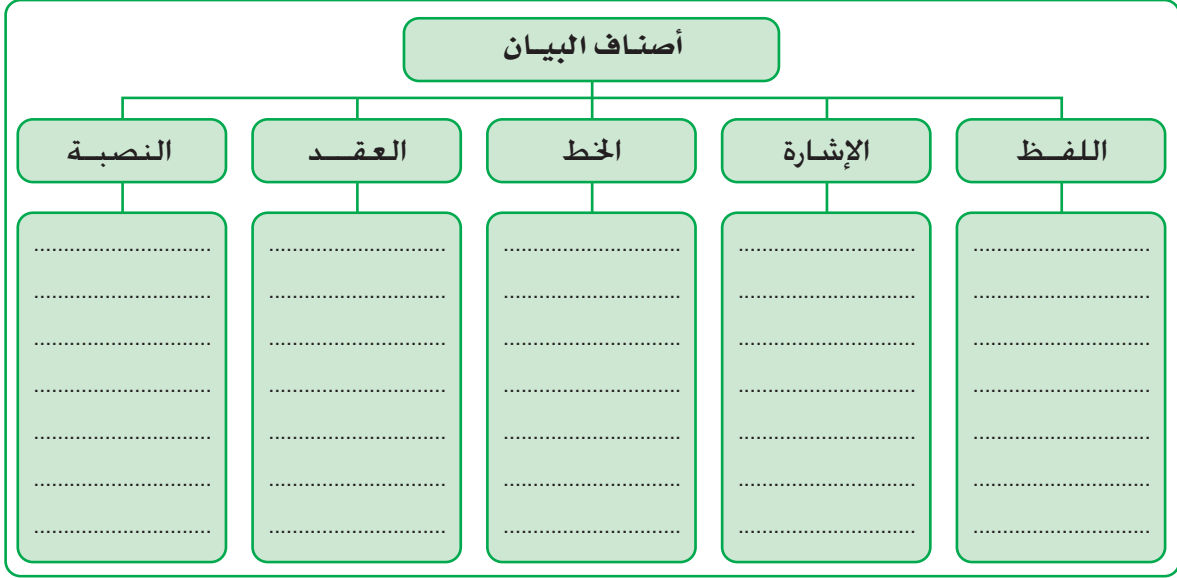 أصناف البيان
اللفظ
الإشارة
الخط
العقد
النصبة